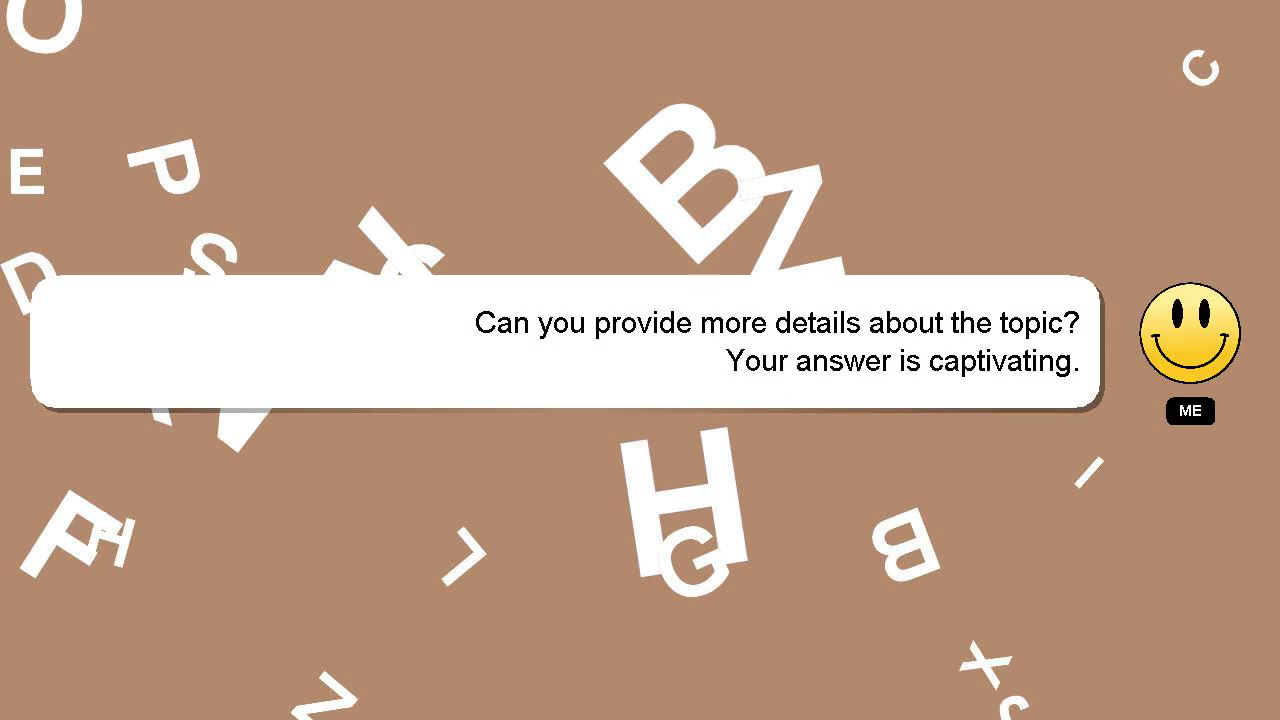 O
C
B
E
P
Z
S
D
Can you provide more details about the topic?
Your answer is captivating.
ME
H
I
P
H
L
G
B
X
Z
J